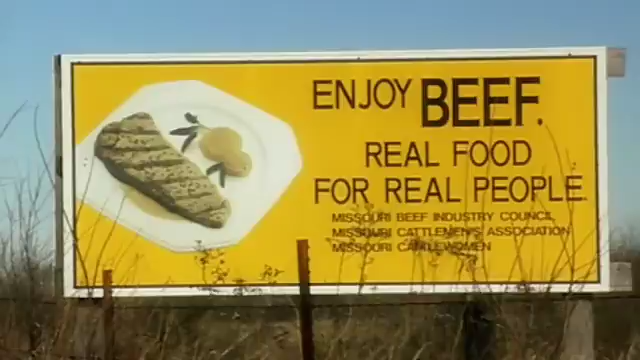 ENJOY BEEF.
REAL FOOD
FOR REAL PEOPLE.
MISSOURI BEEF INDUSTRY COUNCIL
MISSOURI CATTLEMEN'S ASSOCIATION
MISSOURI CATTLEWOMEN